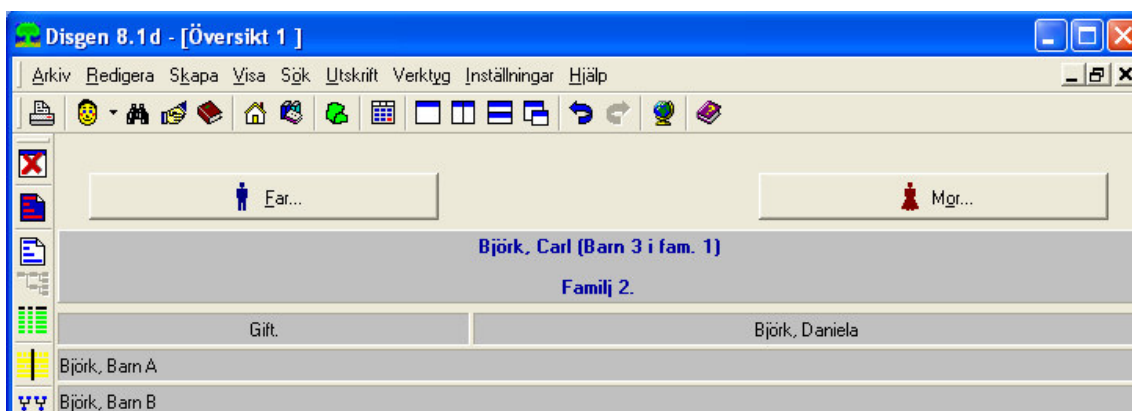 Disgen 8.1d - [Översikt 1 ]
Arkiv Redigera Skapa Visa Sök Utskrift Verktyg Inställningar Hjälp
Far... Mor...
Björk, Carl (Barn 3 i fam. 1)
Familj 2.
Gift. Björk, Daniela
Björk, Barn A
Björk, Barn B